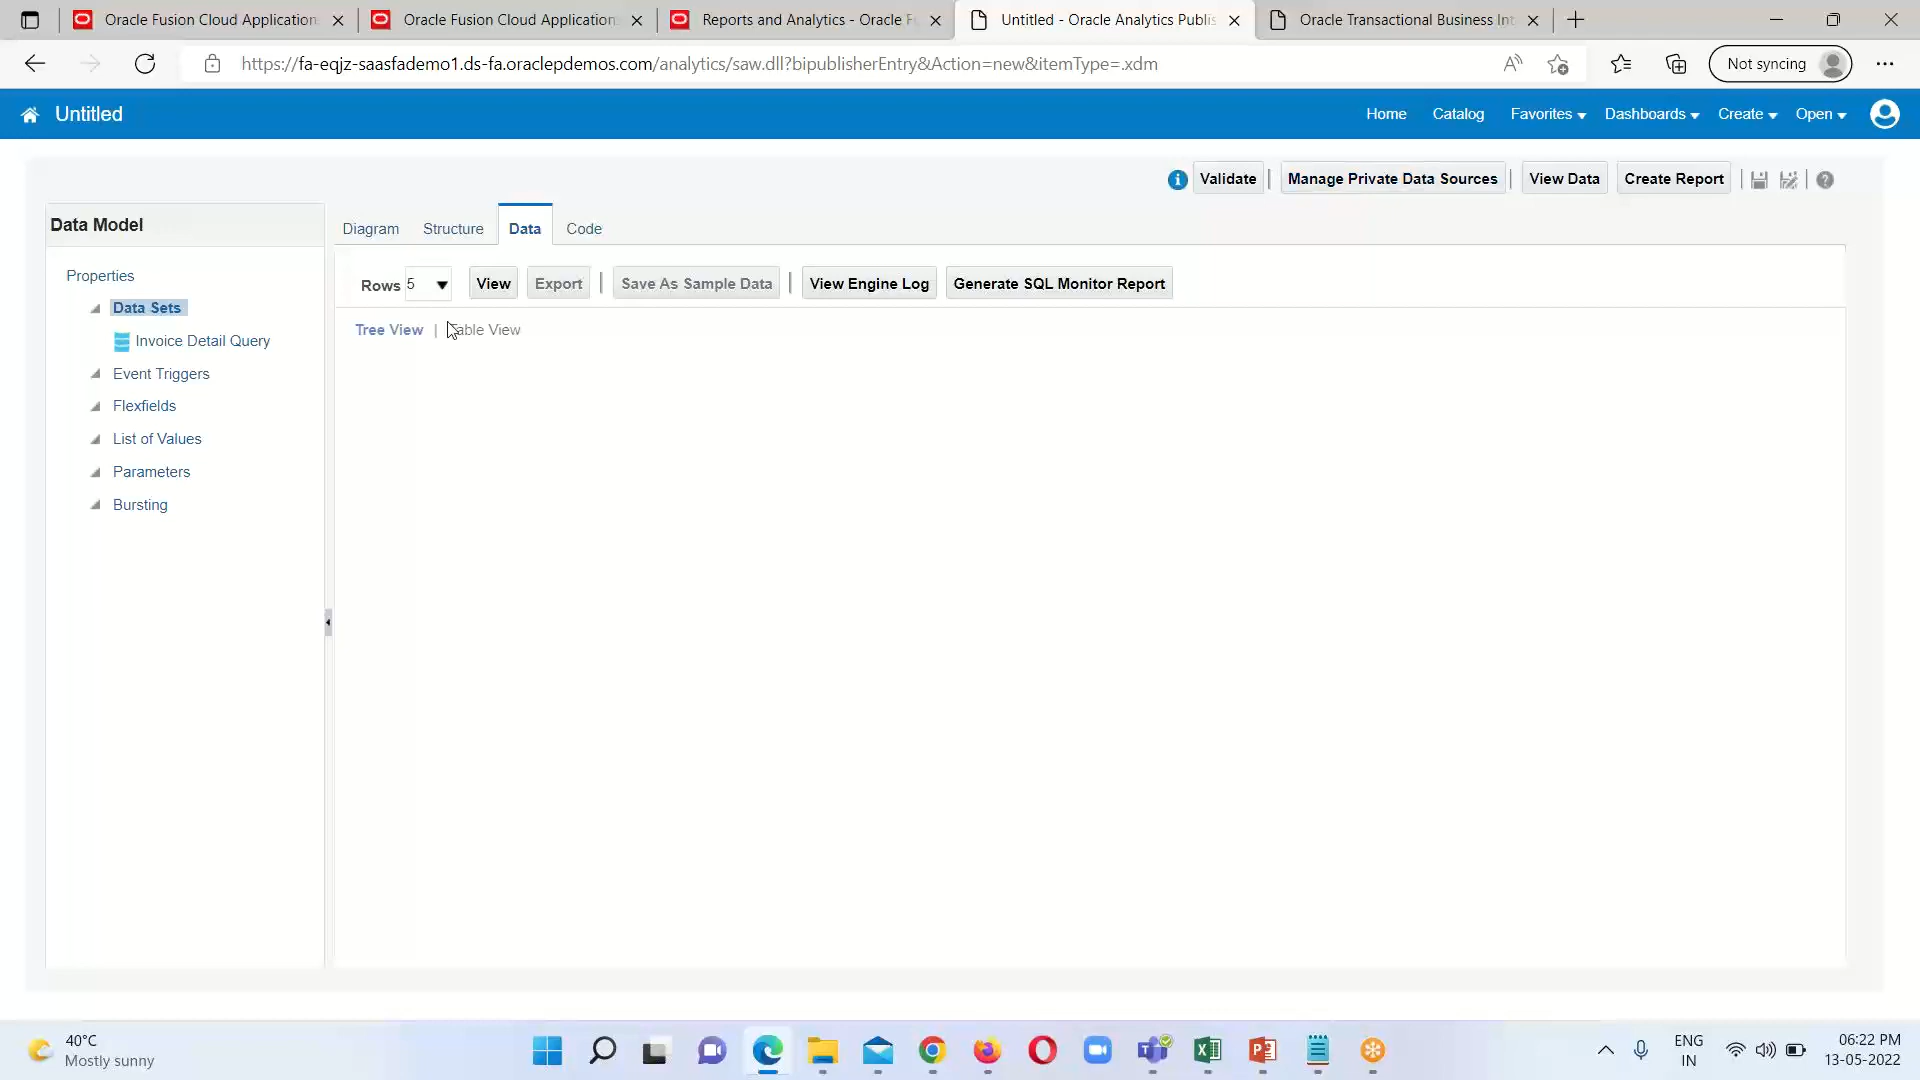 Oracle Fusion Cloud Application
Oracle Fusion Cloud Application
Reports and Analytics - Oracle F
Untitled - Oracle Analytics Publis
Oracle Transactional Business Int
https://fa-eqjz-saasfademo1.ds-fa.oraclepdemos.com/analytics/saw.dll?bipublisherEntry&Action=new&itemType=.xdm
Not syncing
Untitled
Home
Catalog
Favorites
Dashboards
Create
Open
Validate
Manage Private Data Sources
View Data
Create Report
Data Model
Diagram
Structure
Data
Code
Properties
Data Sets
Invoice Detail Query
Event Triggers
Flexfields
List of Values
Parameters
Bursting
Rows 5
View
Export
Save As Sample Data
View Engine Log
Generate SQL Monitor Report
Tree View | Table View
40°C
Mostly sunny
ENG
IN
06:22 PM
13-05-2022